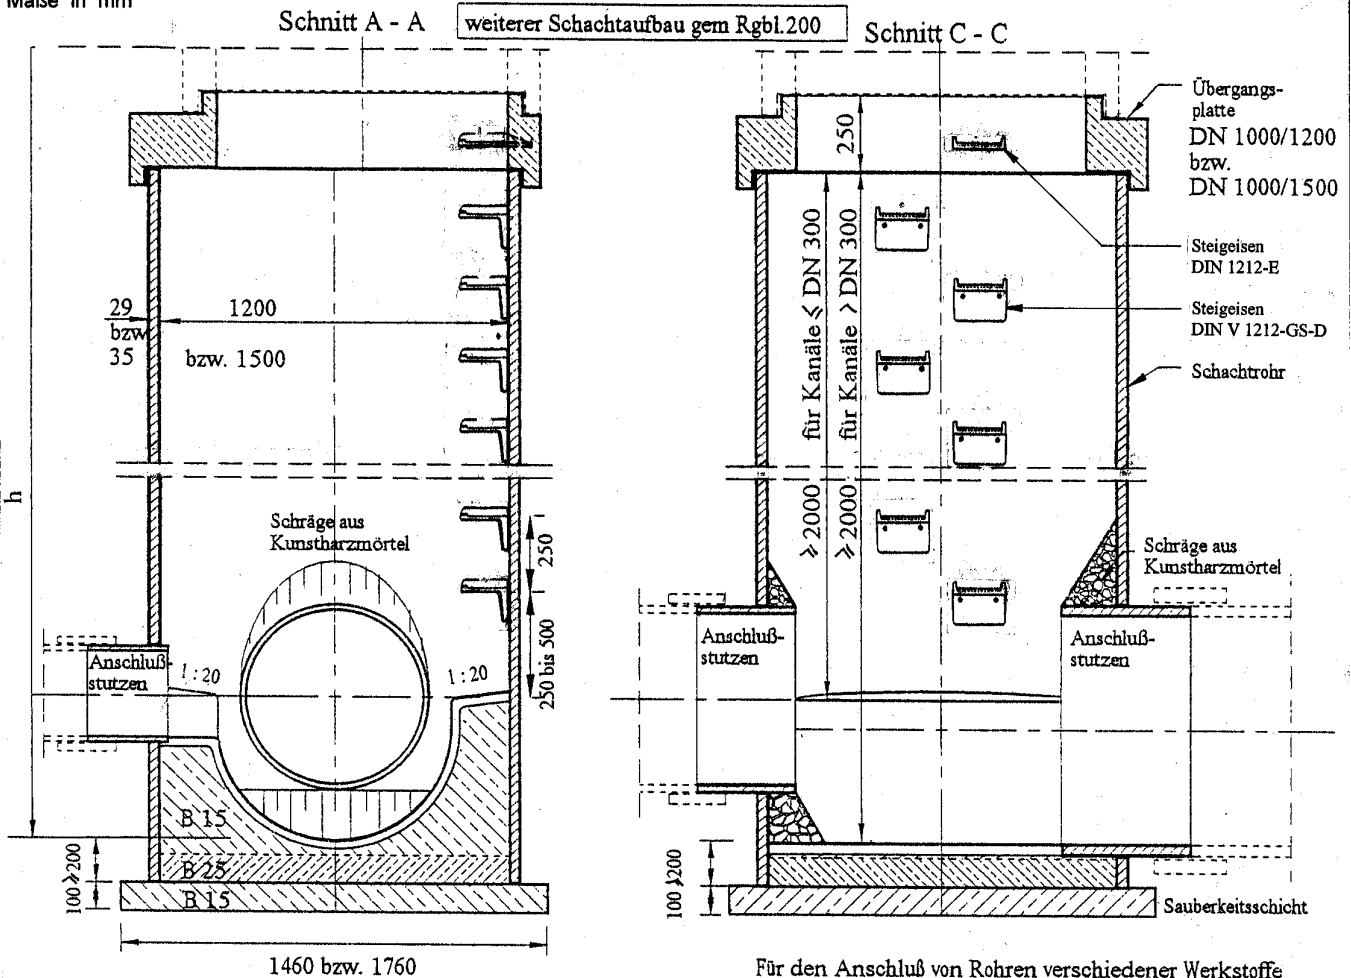 Maße in mm
Schnitt A - A
weiterer Schachtaufbau gem Rgbl.200
Schnitt C - C
Übergangs-
platte
DN 1000/1200
bzw.
DN 1000/1500
250
Steigeisen
DIN 1212-E
Steigeisen
DIN V 1212-GS-D
Schachtrohr
29
bzw
35
1200
bzw. 1500
≥2000 für Kanäle ≤ DN 300
≥2000 für Kanäle > DN 300
h
Schräge aus
Kunstharzmörtel
250
250 bis 500
Schräge aus
Kunstharzmörtel
Anschluß-
stutzen
1 : 20
1 : 20
Anschluß-
stutzen
Anschluß-
stutzen
B 15
B 25
B 15
100 ≥200
100 ≥200
Sauberkeitsschicht
1460 bzw. 1760
Für den Anschluß von Rohren verschiedener Werkstoffe